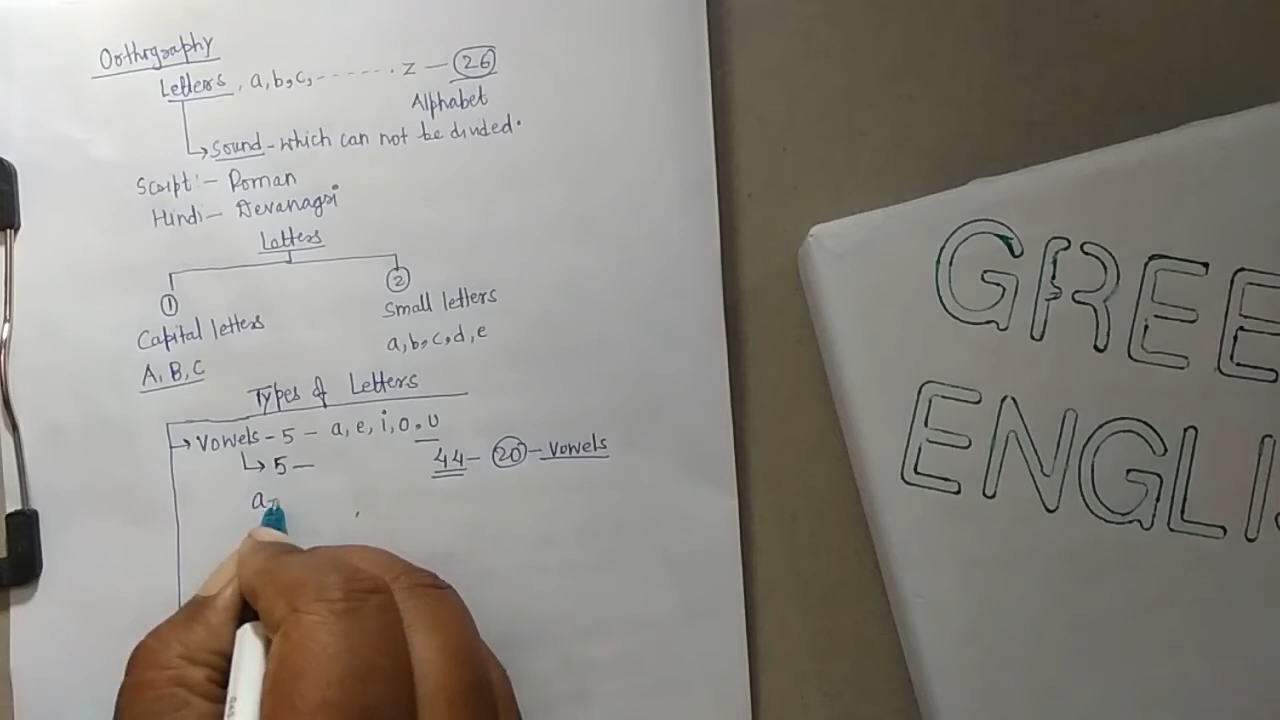 Orthography
Letters, a,b,c, - - - - - - . z — 26
Alphabet
→ Sound - which can not be divided.
Script :- Roman
Hindi — Devanagri
Letters
① ②
Capital letters Small letters
A, B, C a,b,c,d,e
Types of Letters
→ Vowels - 5 - a, e, i, o, u
↳ 5 — 44 - 20 - Vowels
a-
GREE
ENGLI